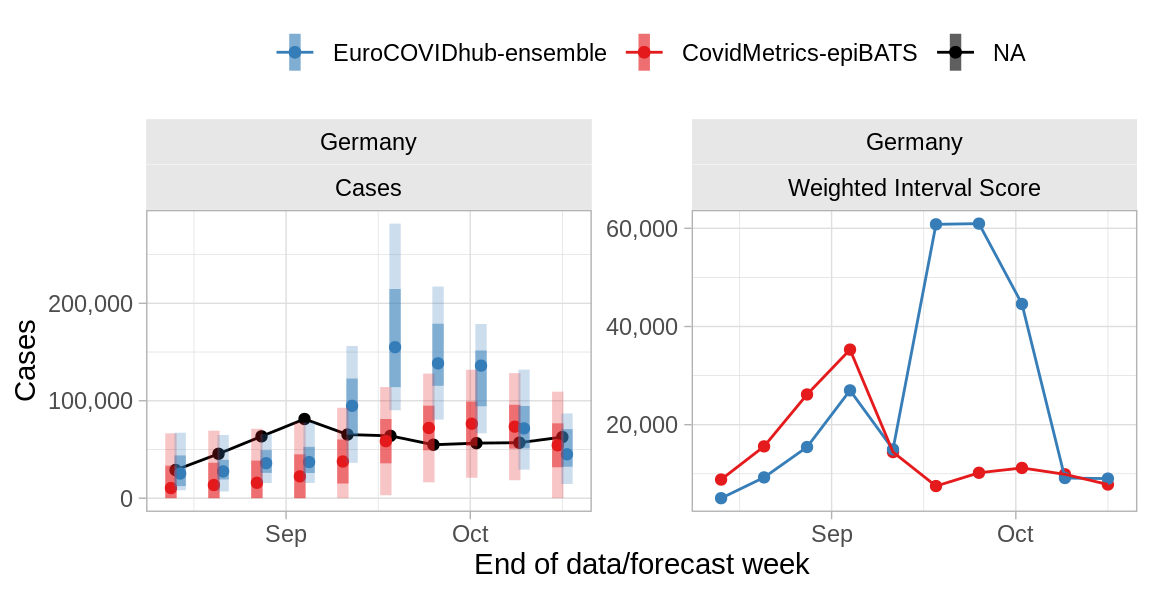 EuroCOVIDhub-ensemble CovidMetrics-epiBATS NA
Germany
Cases
Germany
Weighted Interval Score
Cases
200,000
100,000
0
60,000
40,000
20,000
Sep Oct
Sep Oct
End of data/forecast week